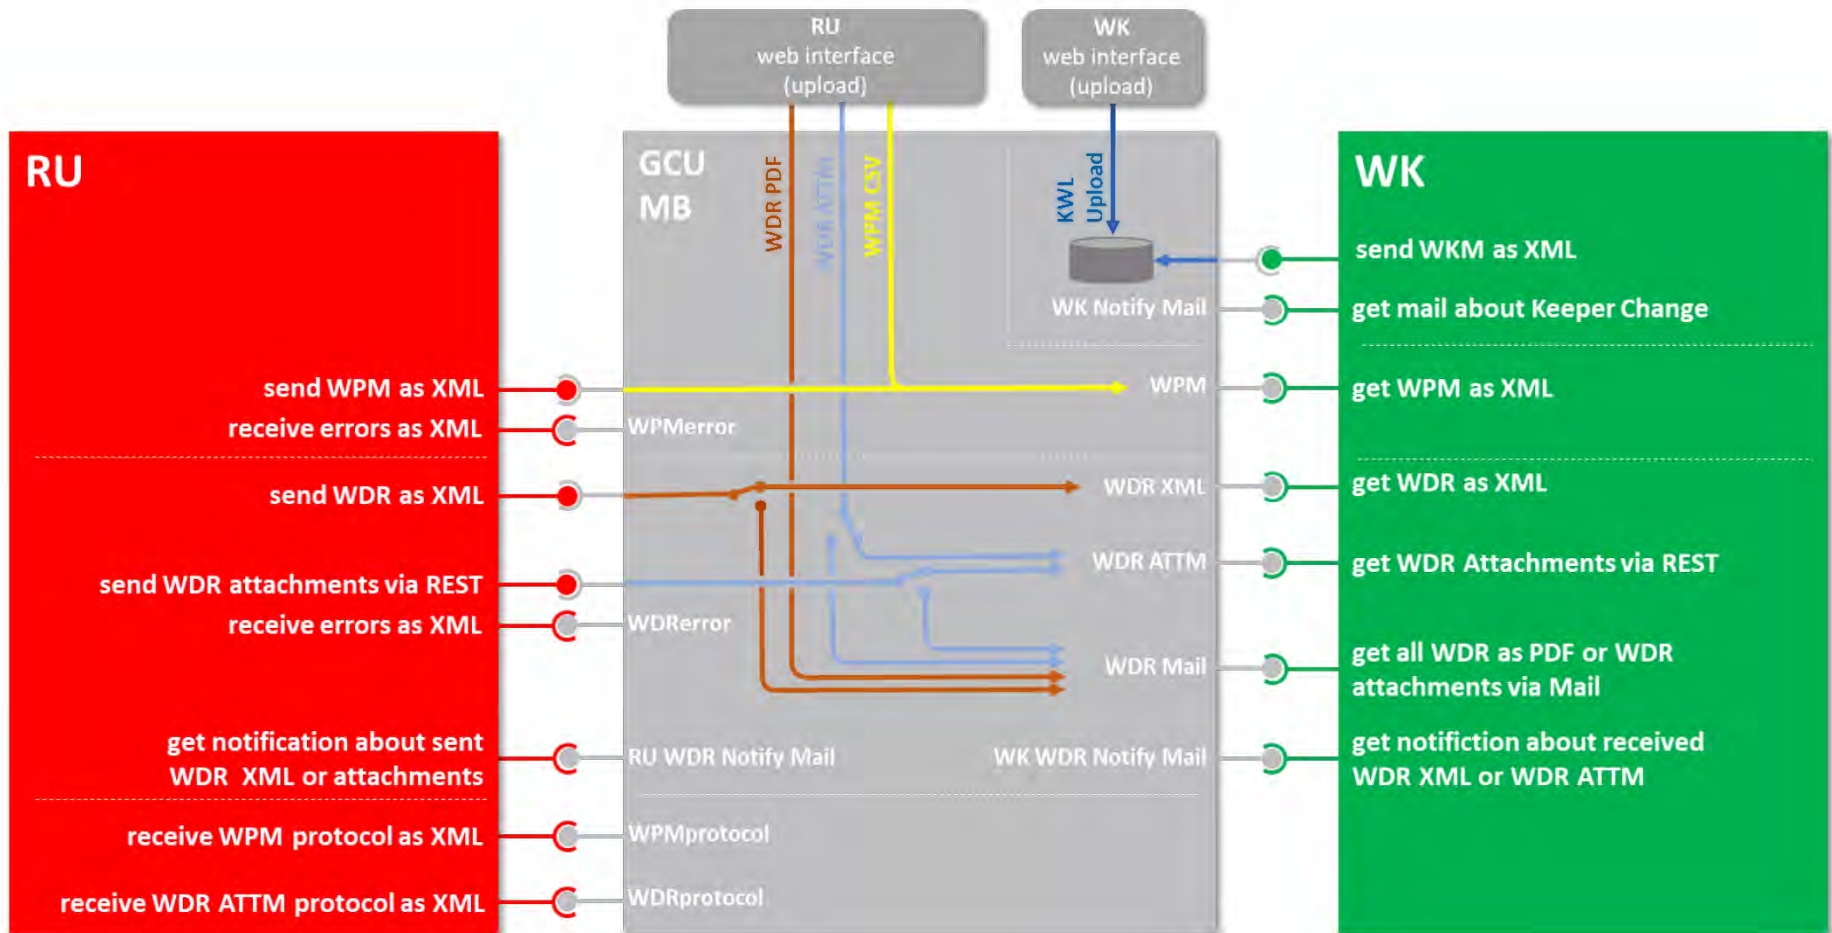 RU
web interface
(upload)
WK
web interface
(upload)
RU
send WPM as XML
receive errors as XML
send WDR as XML
send WDR attachments via REST
receive errors as XML
get notification about sent
WDR XML or attachments
receive WPM protocol as XML
receive WDR ATTM protocol as XML
GCU
MB
WDR PDF
WDR ATTM
WPM CSV
KWL
Upload
WK Notify Mail
WPM
WPMerror
WDR XML
WDR ATTM
WDRerror
WDR Mail
RU WDR Notify Mail
WK WDR Notify Mail
WPMprotocol
WDRprotocol
WK
send WKM as XML
get mail about Keeper Change
get WPM as XML
get WDR as XML
get WDR Attachments via REST
get all WDR as PDF or WDR
attachments via Mail
get notifiction about received
WDR XML or WDR ATTM